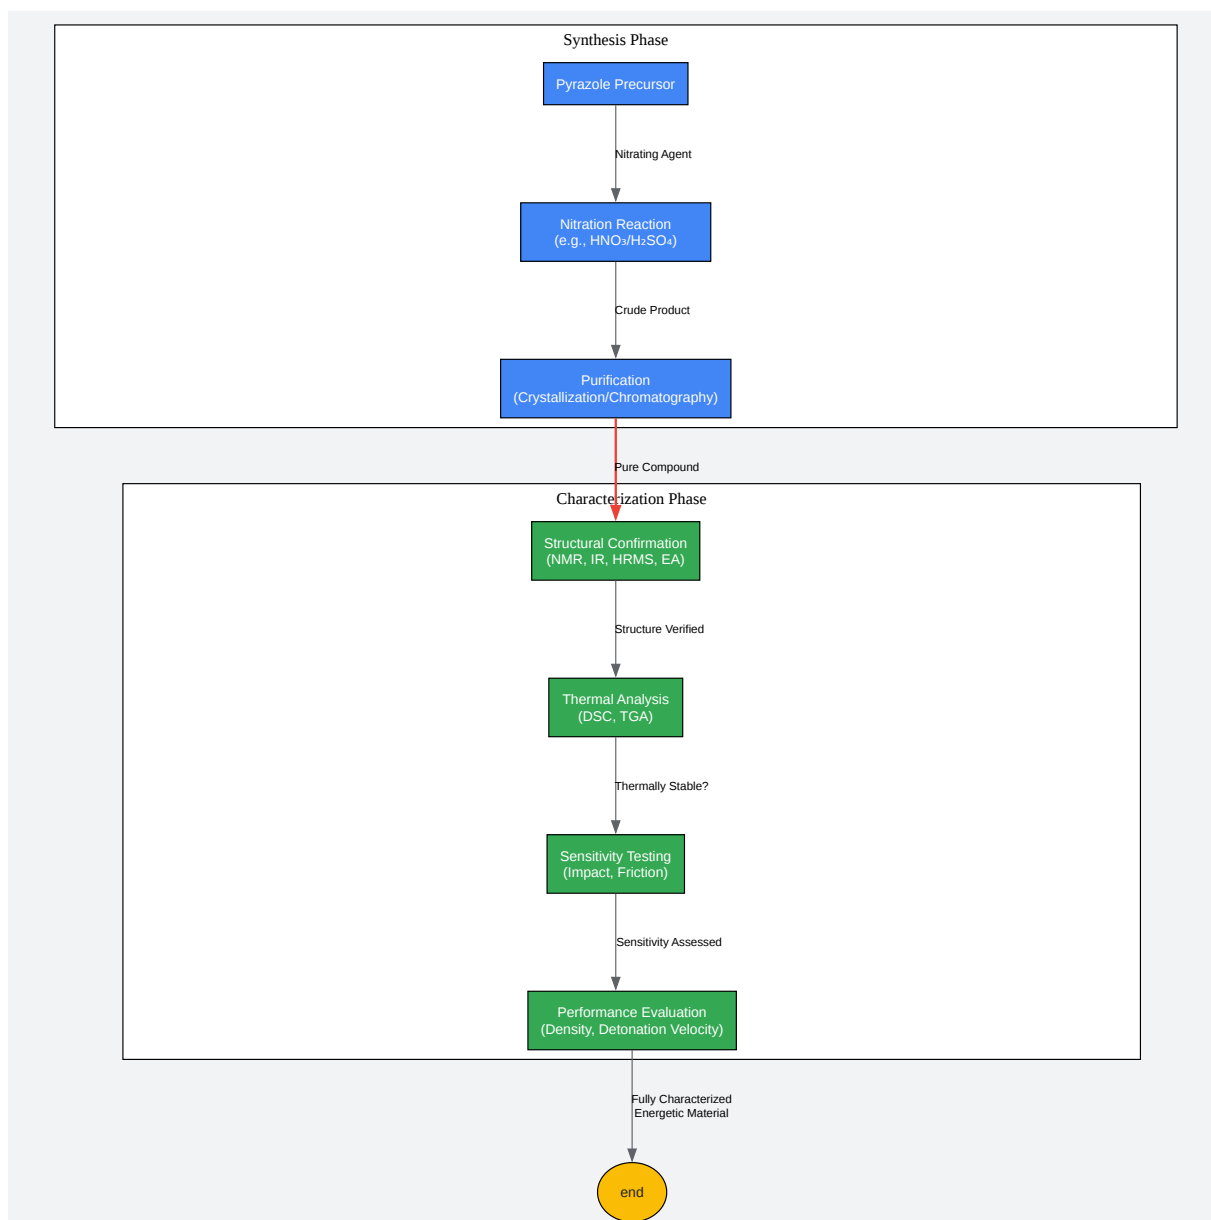 Synthesis Phase
Pyrazole Precursor
Nitrating Agent
Nitration Reaction
(e.g., HNO₃/H₂SO₄)
Crude Product
Purification
(Crystallization/Chromatography)
Pure Compound
Characterization Phase
Structural Confirmation
(NMR, IR, HRMS, EA)
Structure Verified
Thermal Analysis
(DSC, TGA)
Thermally Stable?
Sensitivity Testing
(Impact, Friction)
Sensitivity Assessed
Performance Evaluation
(Density, Detonation Velocity)
Fully Characterized
Energetic Material
end